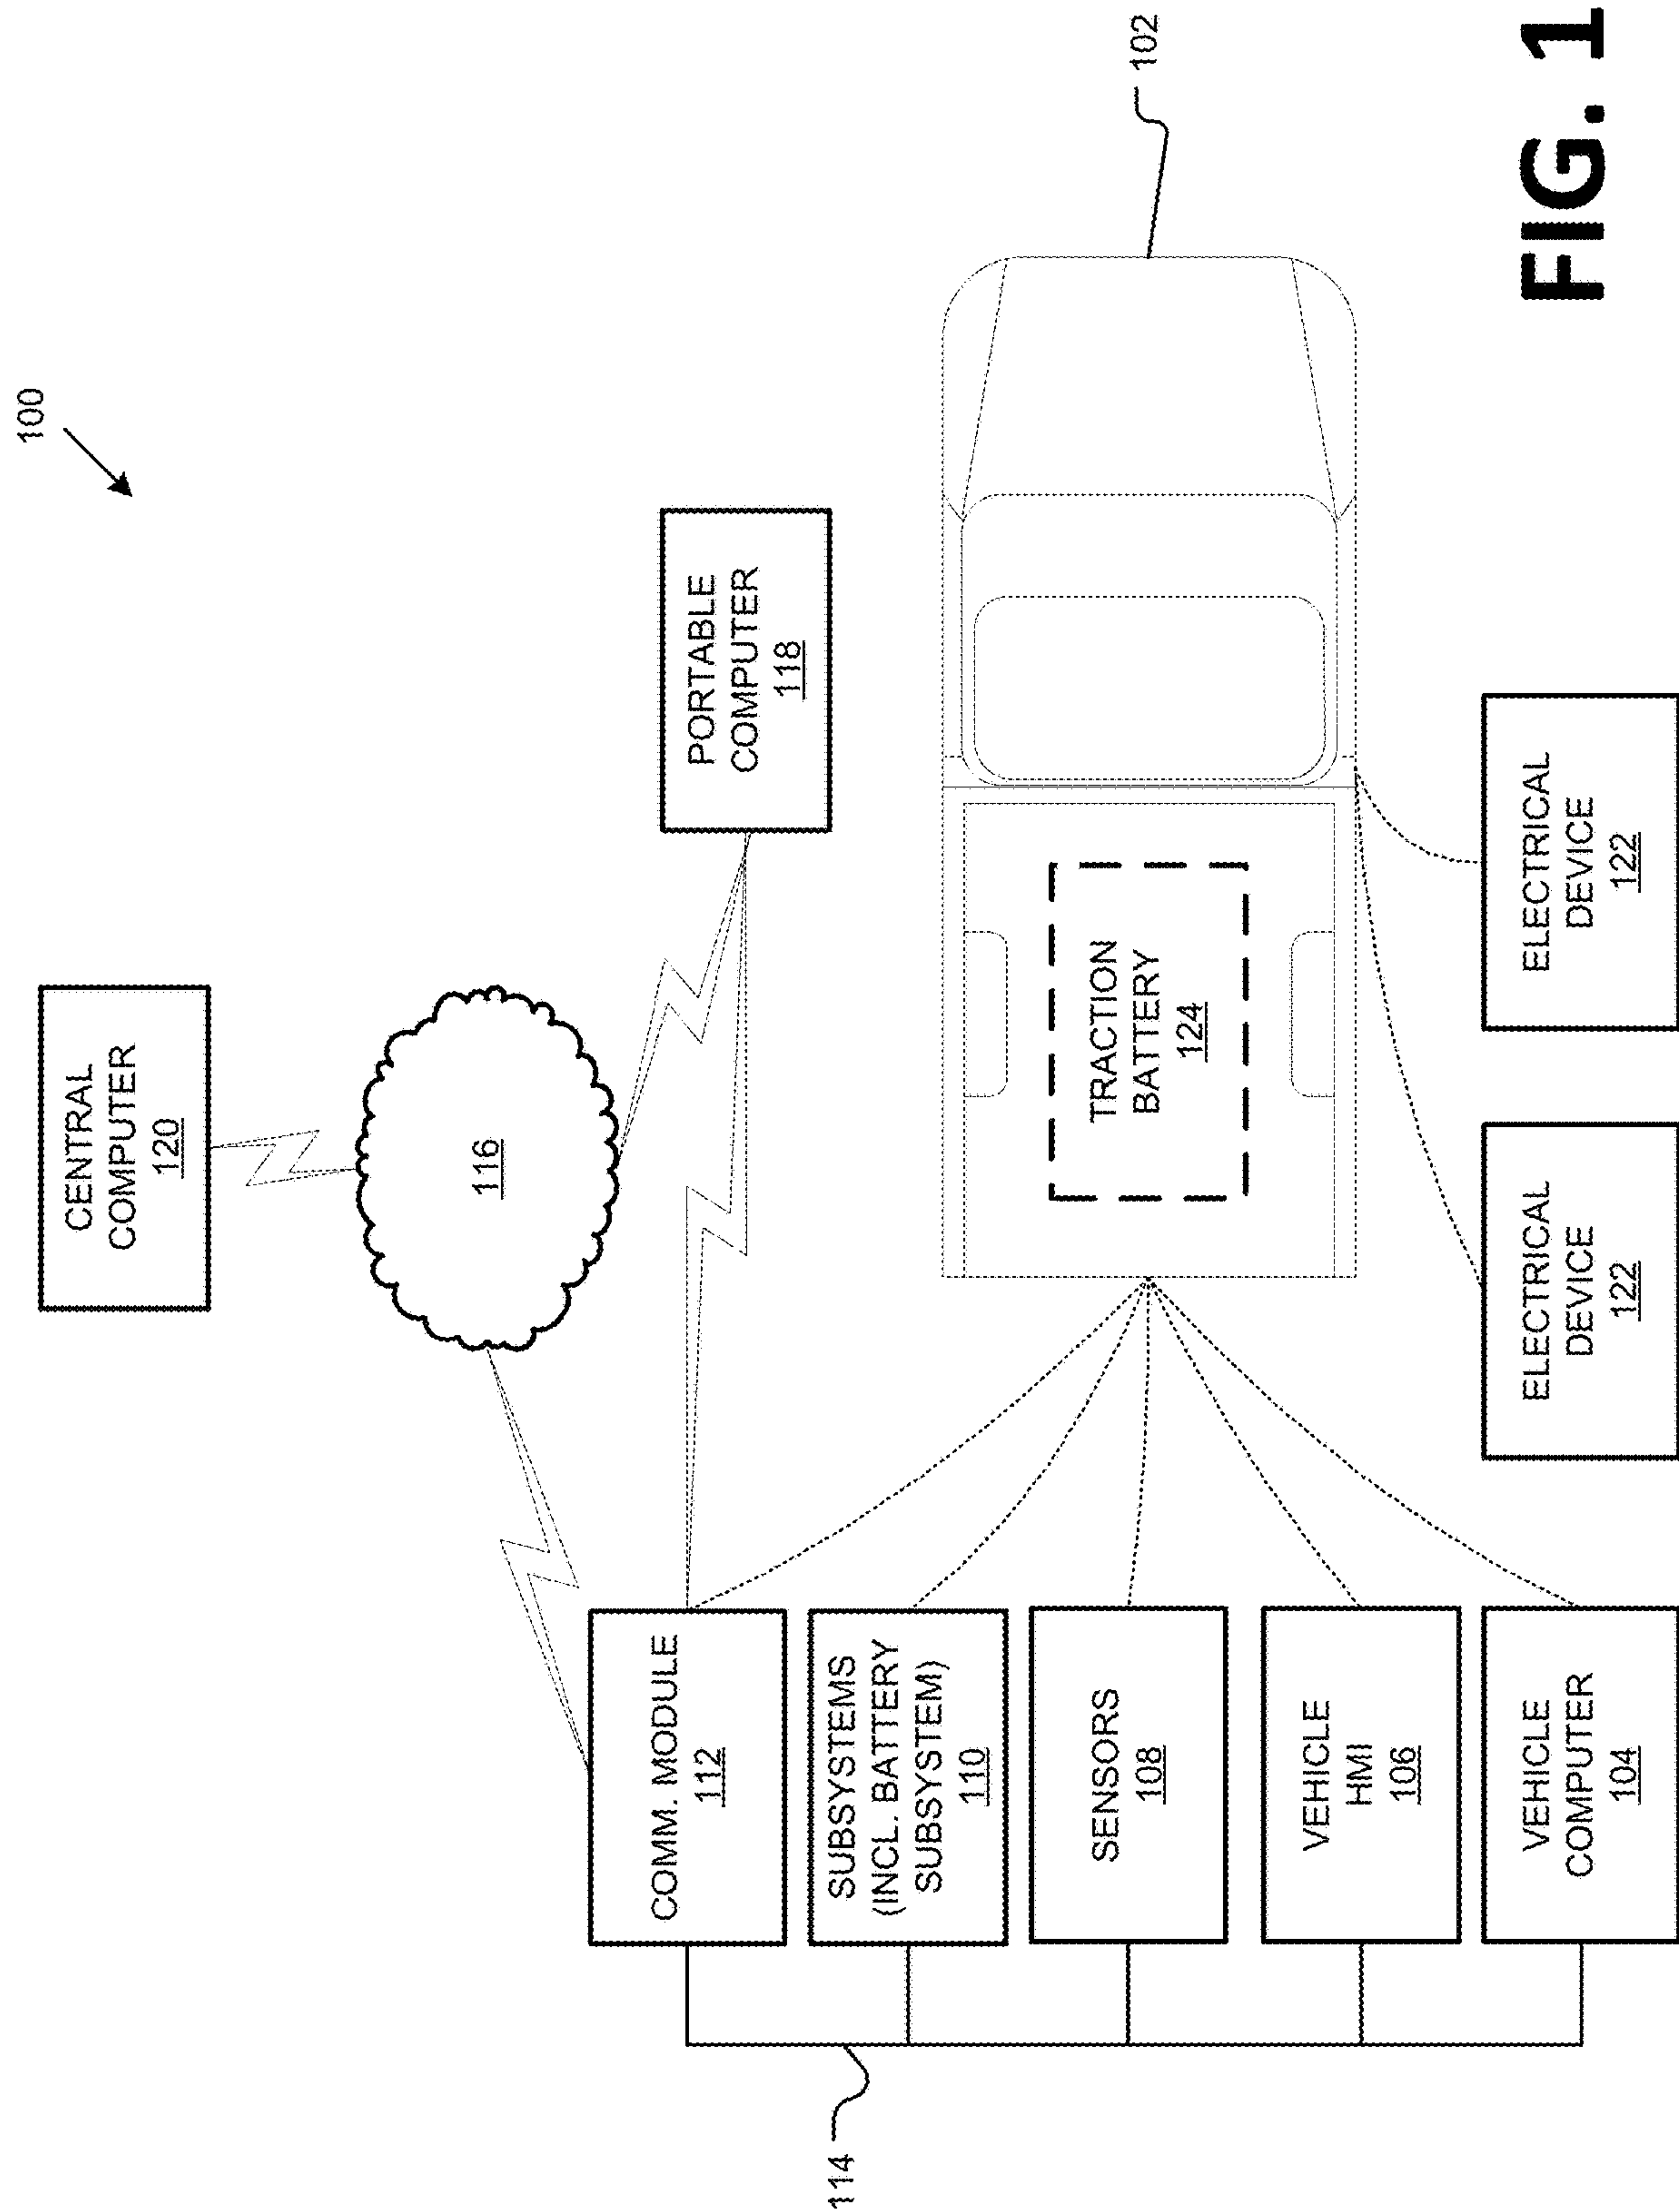 100
CENTRAL
COMPUTER
120
116
PORTABLE
COMPUTER
118
102
COMM. MODULE
112
SUBSYSTEMS
(INCL. BATTERY
SUBSYSTEM)
110
SENSORS
108
VEHICLE
HMI
106
VEHICLE
COMPUTER
104
114
TRACTION
BATTERY
124
ELECTRICAL
DEVICE
122
ELECTRICAL
DEVICE
122
FIG. 1